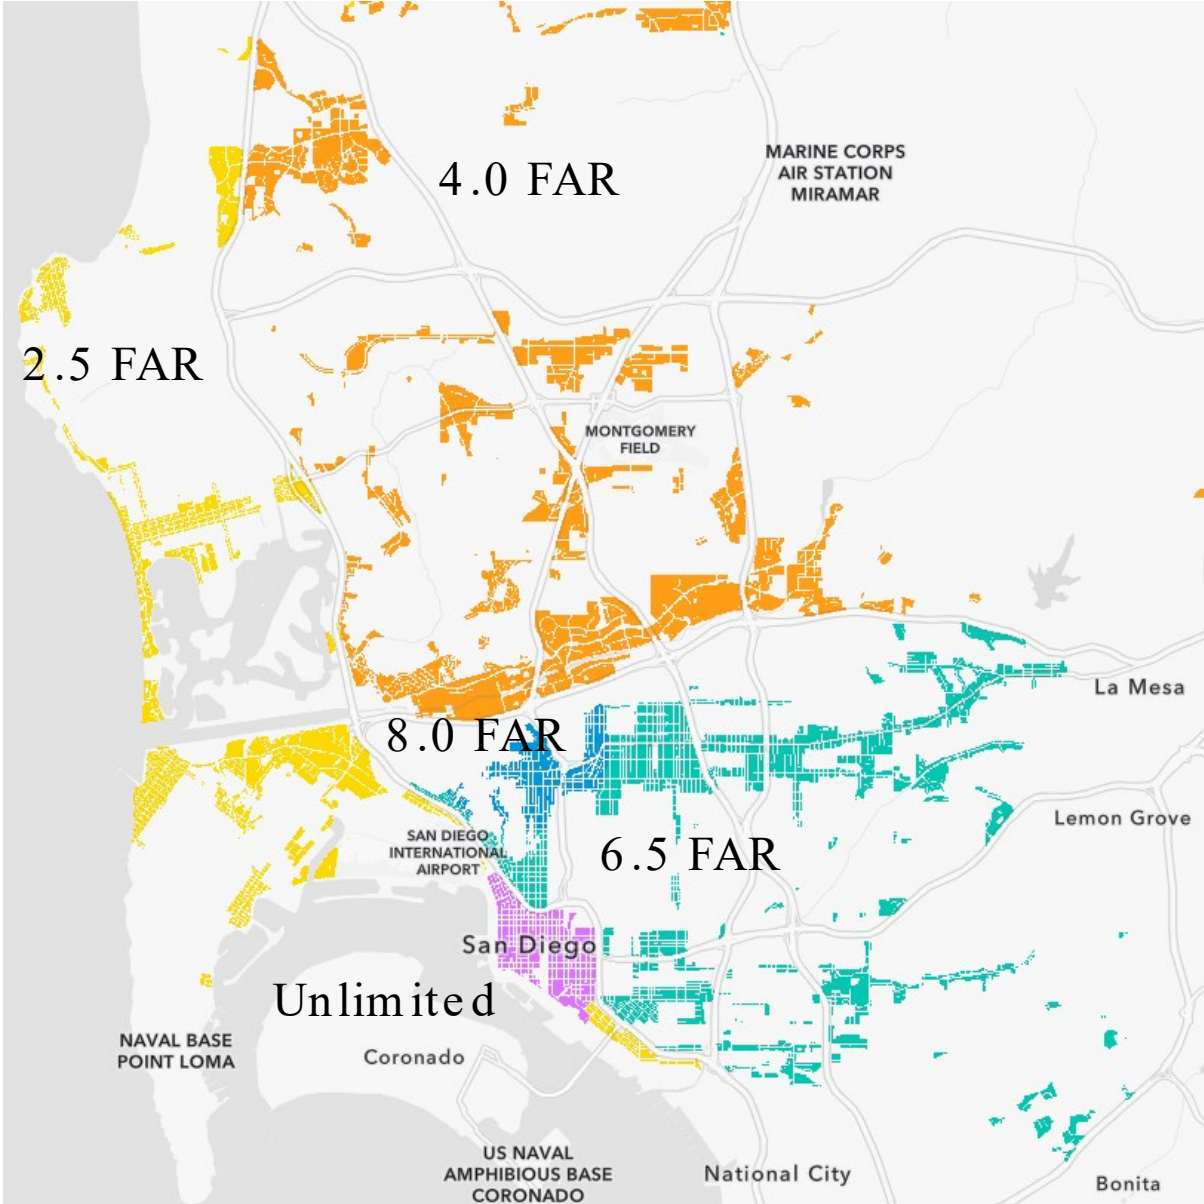 MARINE CORPS
AIR STATION
MIRAMAR
4.0 FAR
2.5 FAR
MONTGOMERY
FIELD
La Mesa
8.0 FAR
Lemon Grove
SAN DIEGO
INTERNATIONAL
AIRPORT
6.5 FAR
San Diego
Unlimited
NAVAL BASE
POINT LOMA
Coronado
US NAVAL
AMPHIBIOUS BASE
CORONADO
National City
Bonita